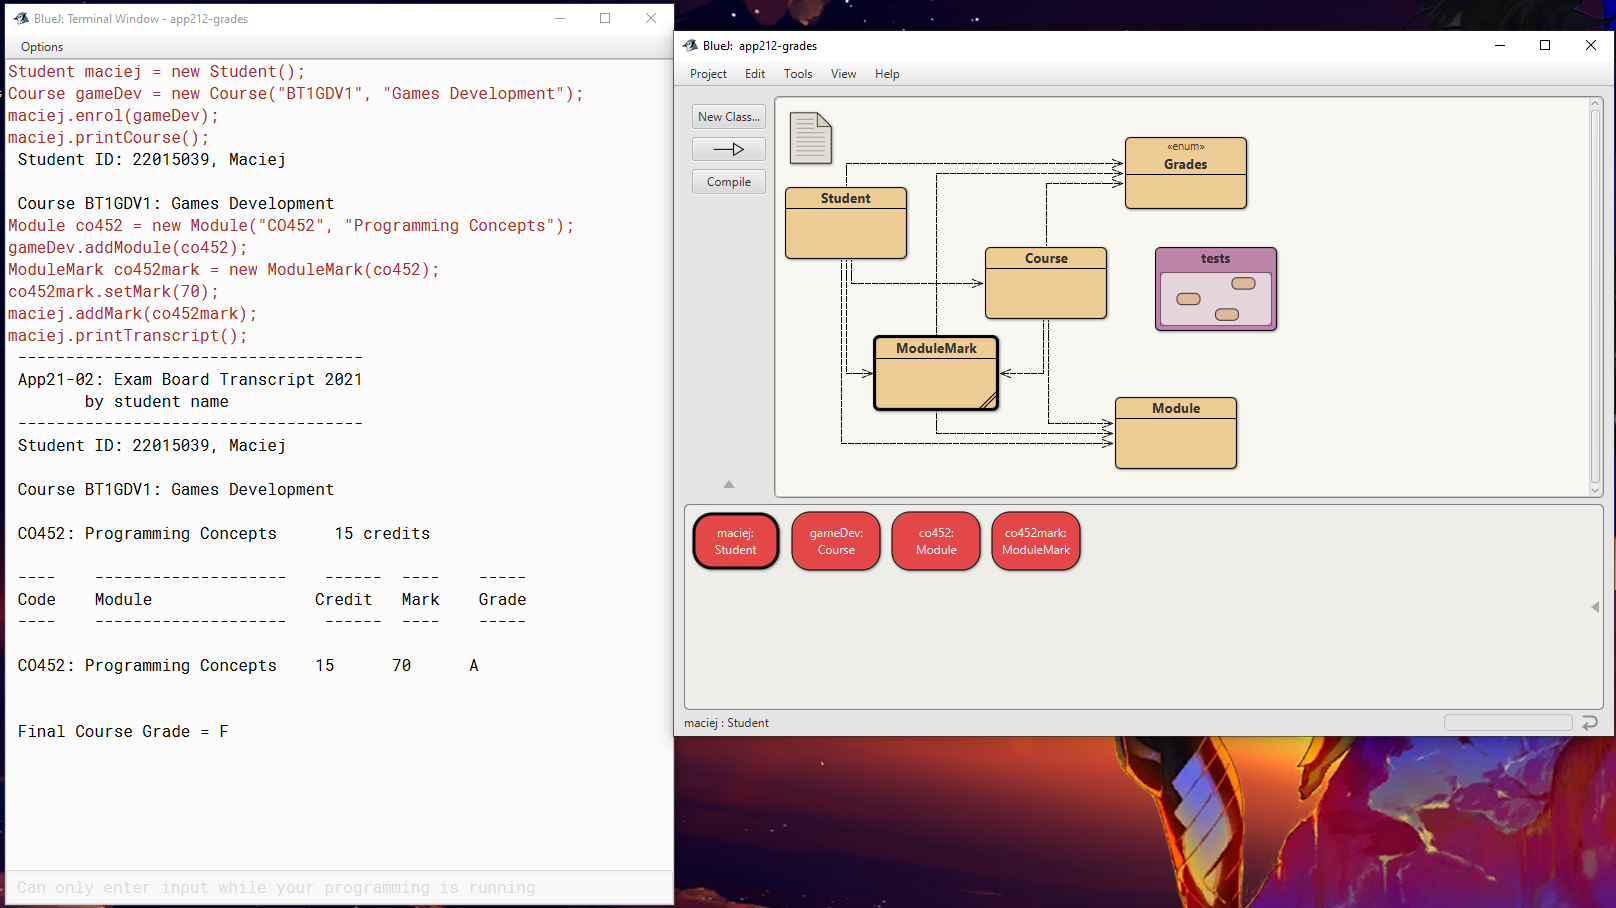 BlueJ: Terminal Window - app212-grades
Options
Student maciej = new Student();
Course gameDev = new Course("BT1GDV1", "Games Development");
maciej.enrol(gameDev);
maciej.printCourse();
Student ID: 22015039, Maciej
Course BT1GDV1: Games Development
Module co452 = new Module("CO452", "Programming Concepts");
gameDev.addModule(co452);
ModuleMark co452mark = new ModuleMark(co452);
co452mark.setMark(70);
maciej.addMark(co452mark);
maciej.printTranscript();
------------------------------------
App21-02: Exam Board Transcript 2021
by student name
------------------------------------
Student ID: 22015039, Maciej
Course BT1GDV1: Games Development
CO452: Programming Concepts 15 credits
---- -------------------- ------ ---- -----
Code Module Credit Mark Grade
---- -------------------- ------ ---- -----
CO452: Programming Concepts 15 70 A
Final Course Grade = F
Can only enter input while your programming is running
BlueJ: app212-grades
Project Edit Tools View Help
New Class...
Compile
Student
«enum»
Grades
Course
tests
ModuleMark
Module
maciej:
Student
gameDev:
Course
co452:
Module
co452mark:
ModuleMark
maciej : Student